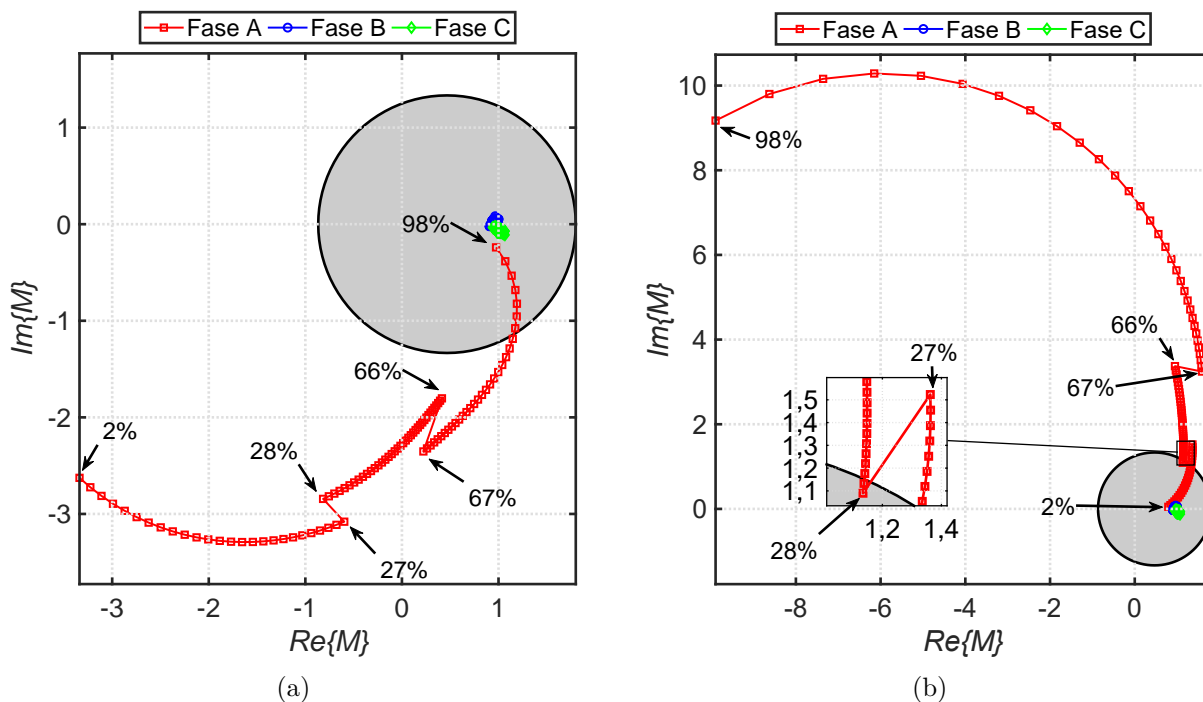 Fase A Fase B Fase C
1
0
-1
-2
-3
Im{M}
98%
66%
2%
28%
67%
27%
-3 -2 -1 0 1
Re{M}
(a)
Fase A Fase B Fase C
10
8
6
4
2
0
Im{M}
98%
66%
67%
27%
1,5
1,4
1,3
1,2
1,1
1,2 1,4
28%
2%
-8 -6 -4 -2 0
Re{M}
(b)